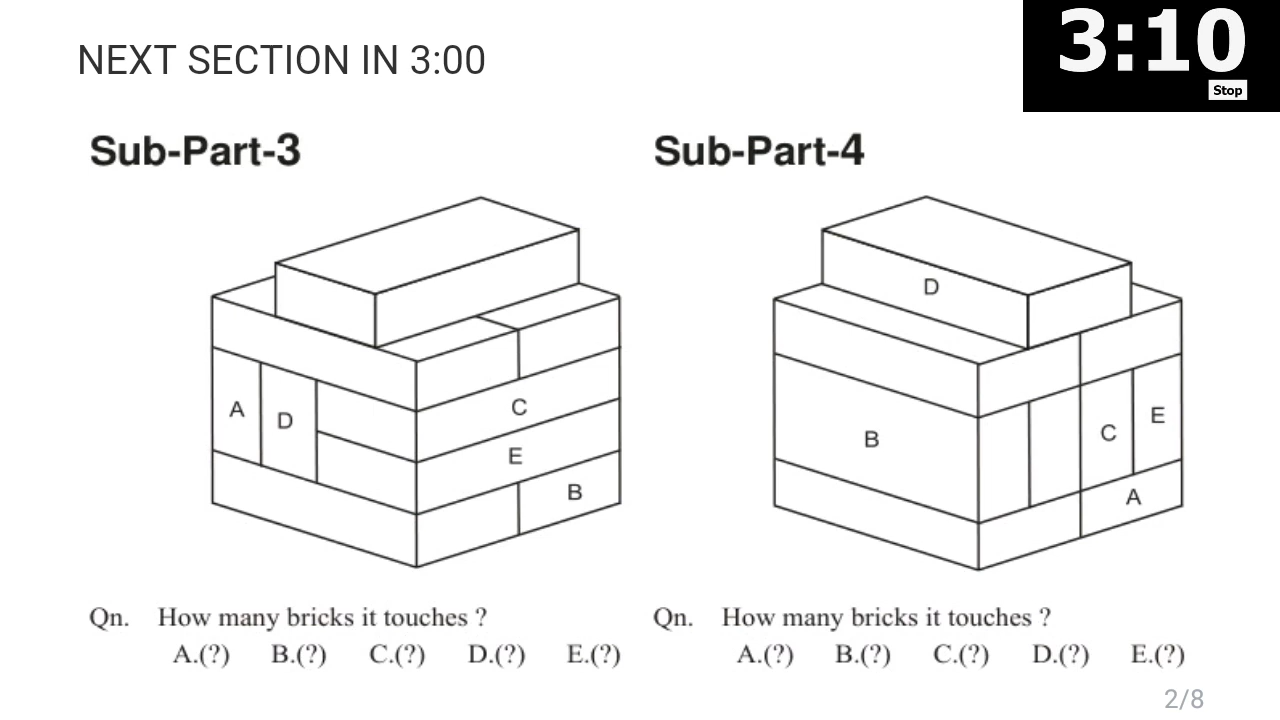 NEXT SECTION IN 3:00
3:10
Stop
Sub-Part-3
Sub-Part-4
A
D
C
E
B
D
B
C
E
A
Qn. How many bricks it touches ?
A.(?) B.(?) C.(?) D.(?) E.(?)
Qn. How many bricks it touches ?
A.(?) B.(?) C.(?) D.(?) E.(?)
2/8